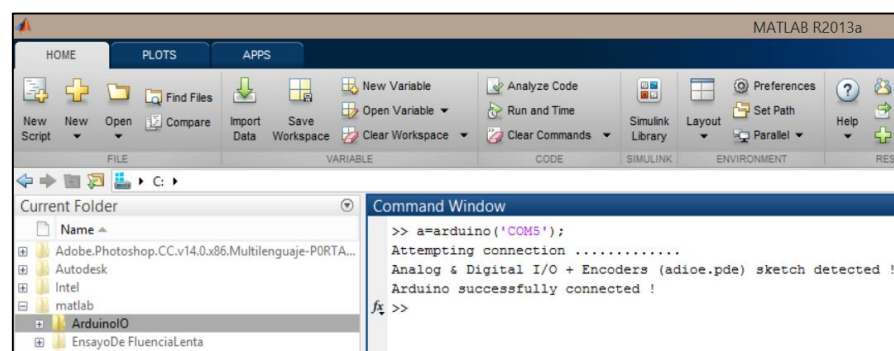 MATLAB R2013a
HOME PLOTS APPS
New Script
New
Open
Find Files
Compare
FILE
Import Data
Save Workspace
New Variable
Open Variable
Clear Workspace
VARIABLE
Analyze Code
Run and Time
Clear Commands
CODE
Simulink Library
SIMULINK
Layout
Preferences
Set Path
Parallel
ENVIRONMENT
Help
RES
C:
Current Folder
Name
Adobe.Photoshop.CC.v14.0.x86.Multilenguaje-P0RTA...
Autodesk
Intel
matlab
ArduinoIO
EnsayoDe FluenciaLenta
Command Window
>> a=arduino('COM5');
Attempting connection .............
Analog & Digital I/O + Encoders (adioe.pde) sketch detected !
Arduino successfully connected !
fx >>